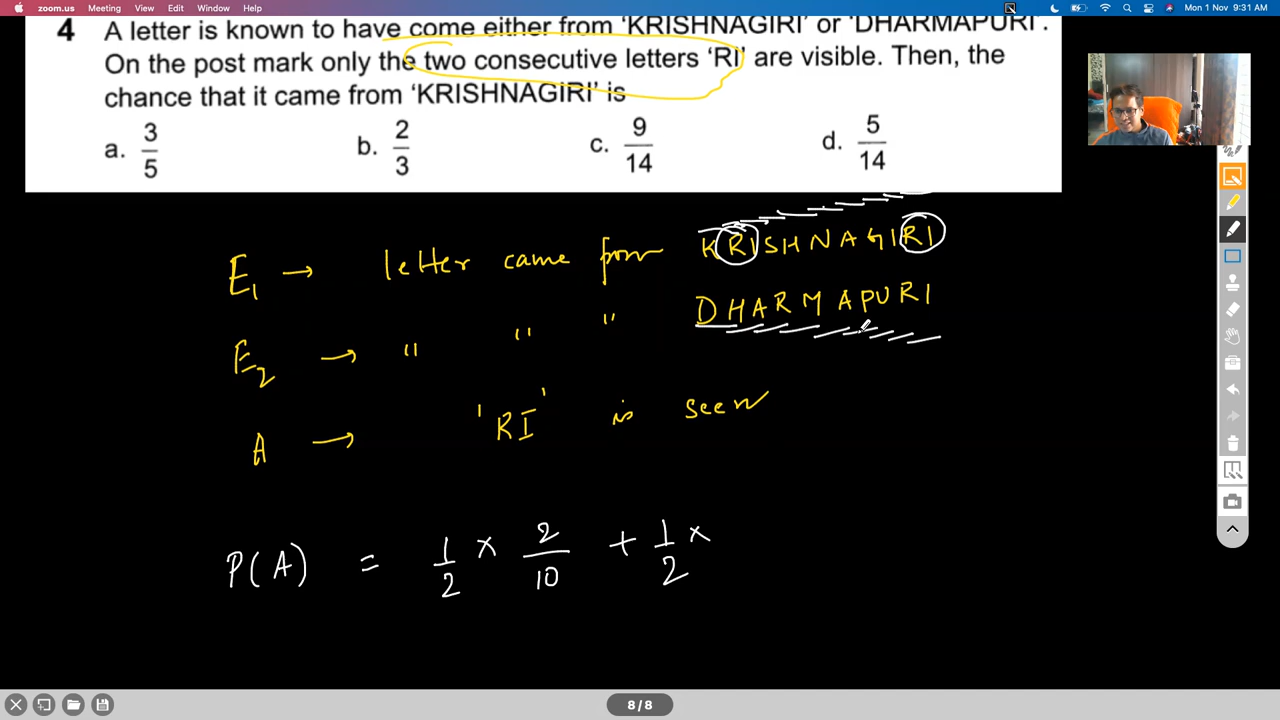 zoom.us Meeting View Edit Window Help Mon 1 Nov 9:31 AM
4 A letter is known to have come either from ‘KRISHNAGIRI’ or ‘DHARMAPURI’.
On the post mark only the two consecutive letters ‘RI’ are visible. Then, the
chance that it came from ‘KRISHNAGIRI’ is
a. 3/5 b. 2/3 c. 9/14 d. 5/14
E1 → letter came from KRISHNAGIRI
E2 → " " " DHARMAPURI
A → 'RI' is seen
P(A) = 1/2 × 2/10 + 1/2 ×
8/8